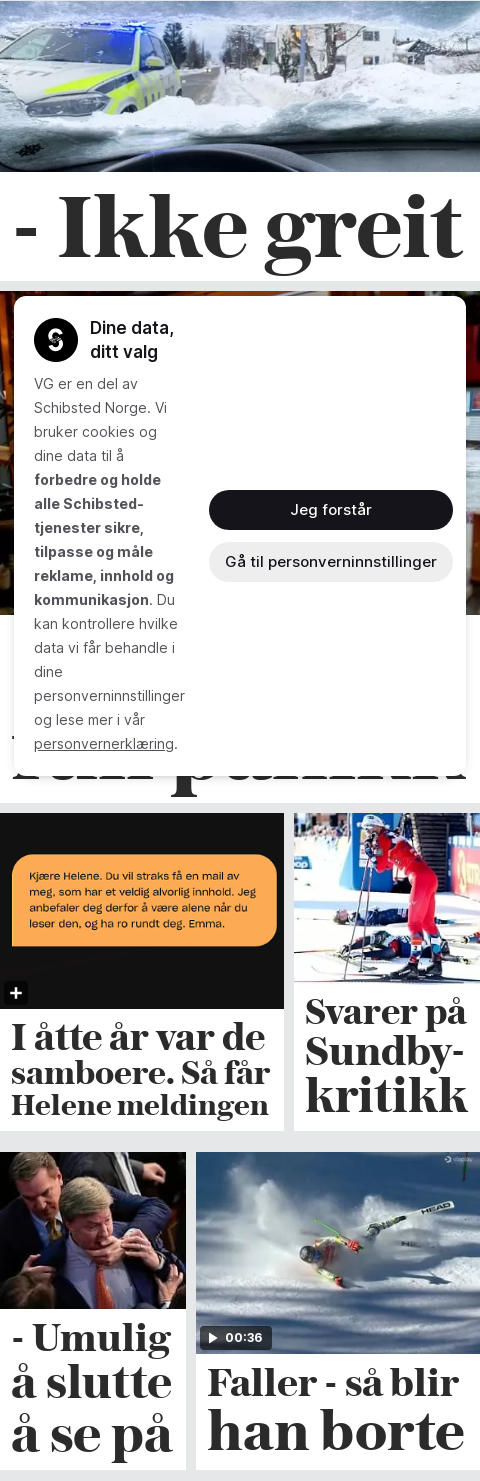 - Ikke greit
Dine data,
ditt valg
VG er en del av
Schibsted Norge. Vi
bruker cookies og
dine data til å
forbedre og holde
alle Schibsted-
tjenester sikre,
tilpasse og måle
reklame, innhold og
kommunikasjon. Du
kan kontrollere hvilke
data vi får behandle i
dine
personverninnstillinger
og lese mer i vår
personvernerklæring.
Jeg forstår
Gå til personverninnstillinger
Kjære Helene. Du vil straks få en mail av
meg, som har et veldig alvorlig innhold. Jeg
anbefaler deg derfor å være alene når du
leser den, og ha ro rundt deg. Emma.
I åtte år var de
samboere. Så får
Helene meldingen
Svarer på
Sundby-
kritikk
- Umulig
å slutte
å se på
HEAD
00:36
Faller - så blir
han borte